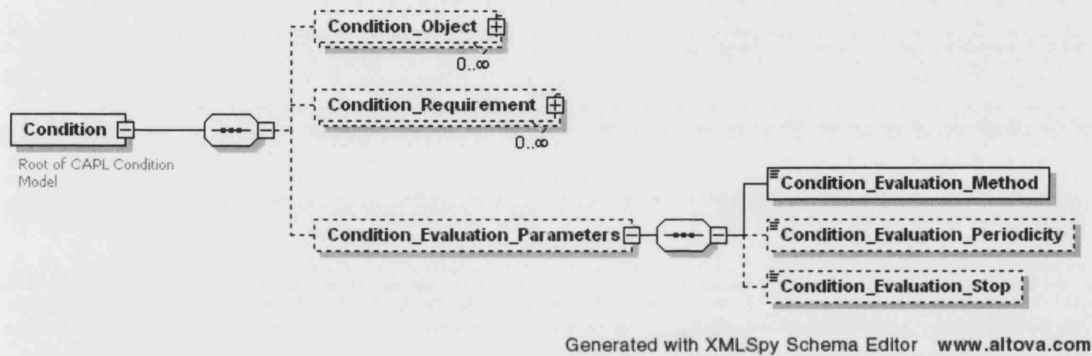 Condition_Object
0..∞
Condition_Requirement
0..∞
Condition
Root of CAPL Condition
Model
Condition_Evaluation_Method
Condition_Evaluation_Parameters
Condition_Evaluation_Periodicity
Condition_Evaluation_Stop
Generated with XMLSpy Schema Editor www.altova.com